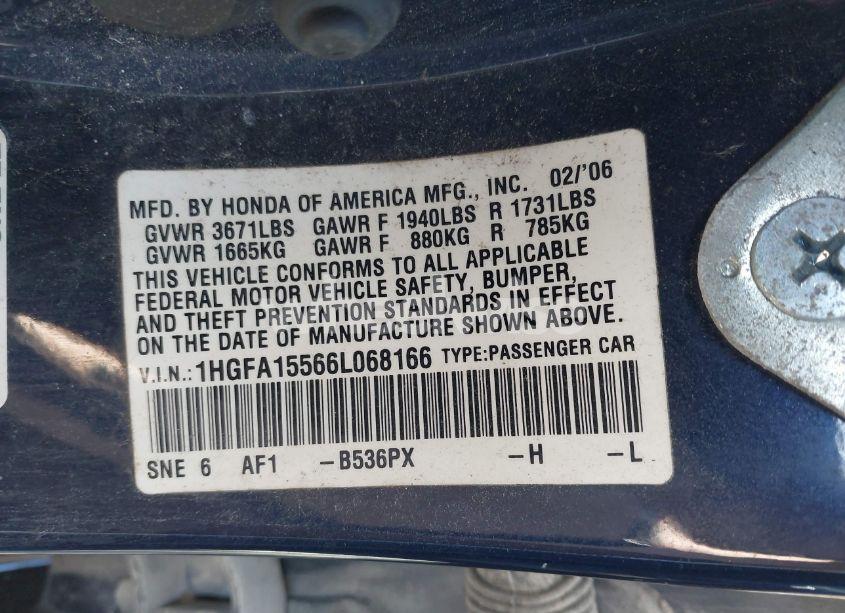 MFD. BY HONDA OF AMERICA MFG., INC. 02/'06
GVWR 3671LBS GAWR F 1940LBS R 1731LBS
GVWR 1665KG GAWR F 880KG R 785KG
THIS VEHICLE CONFORMS TO ALL APPLICABLE
FEDERAL MOTOR VEHICLE SAFETY, BUMPER,
AND THEFT PREVENTION STANDARDS IN EFFECT
ON THE DATE OF MANUFACTURE SHOWN ABOVE.
V.I.N.: 1HGFA15566L068166 TYPE:PASSENGER CAR
SNE 6 AF1 -B536PX -H -L